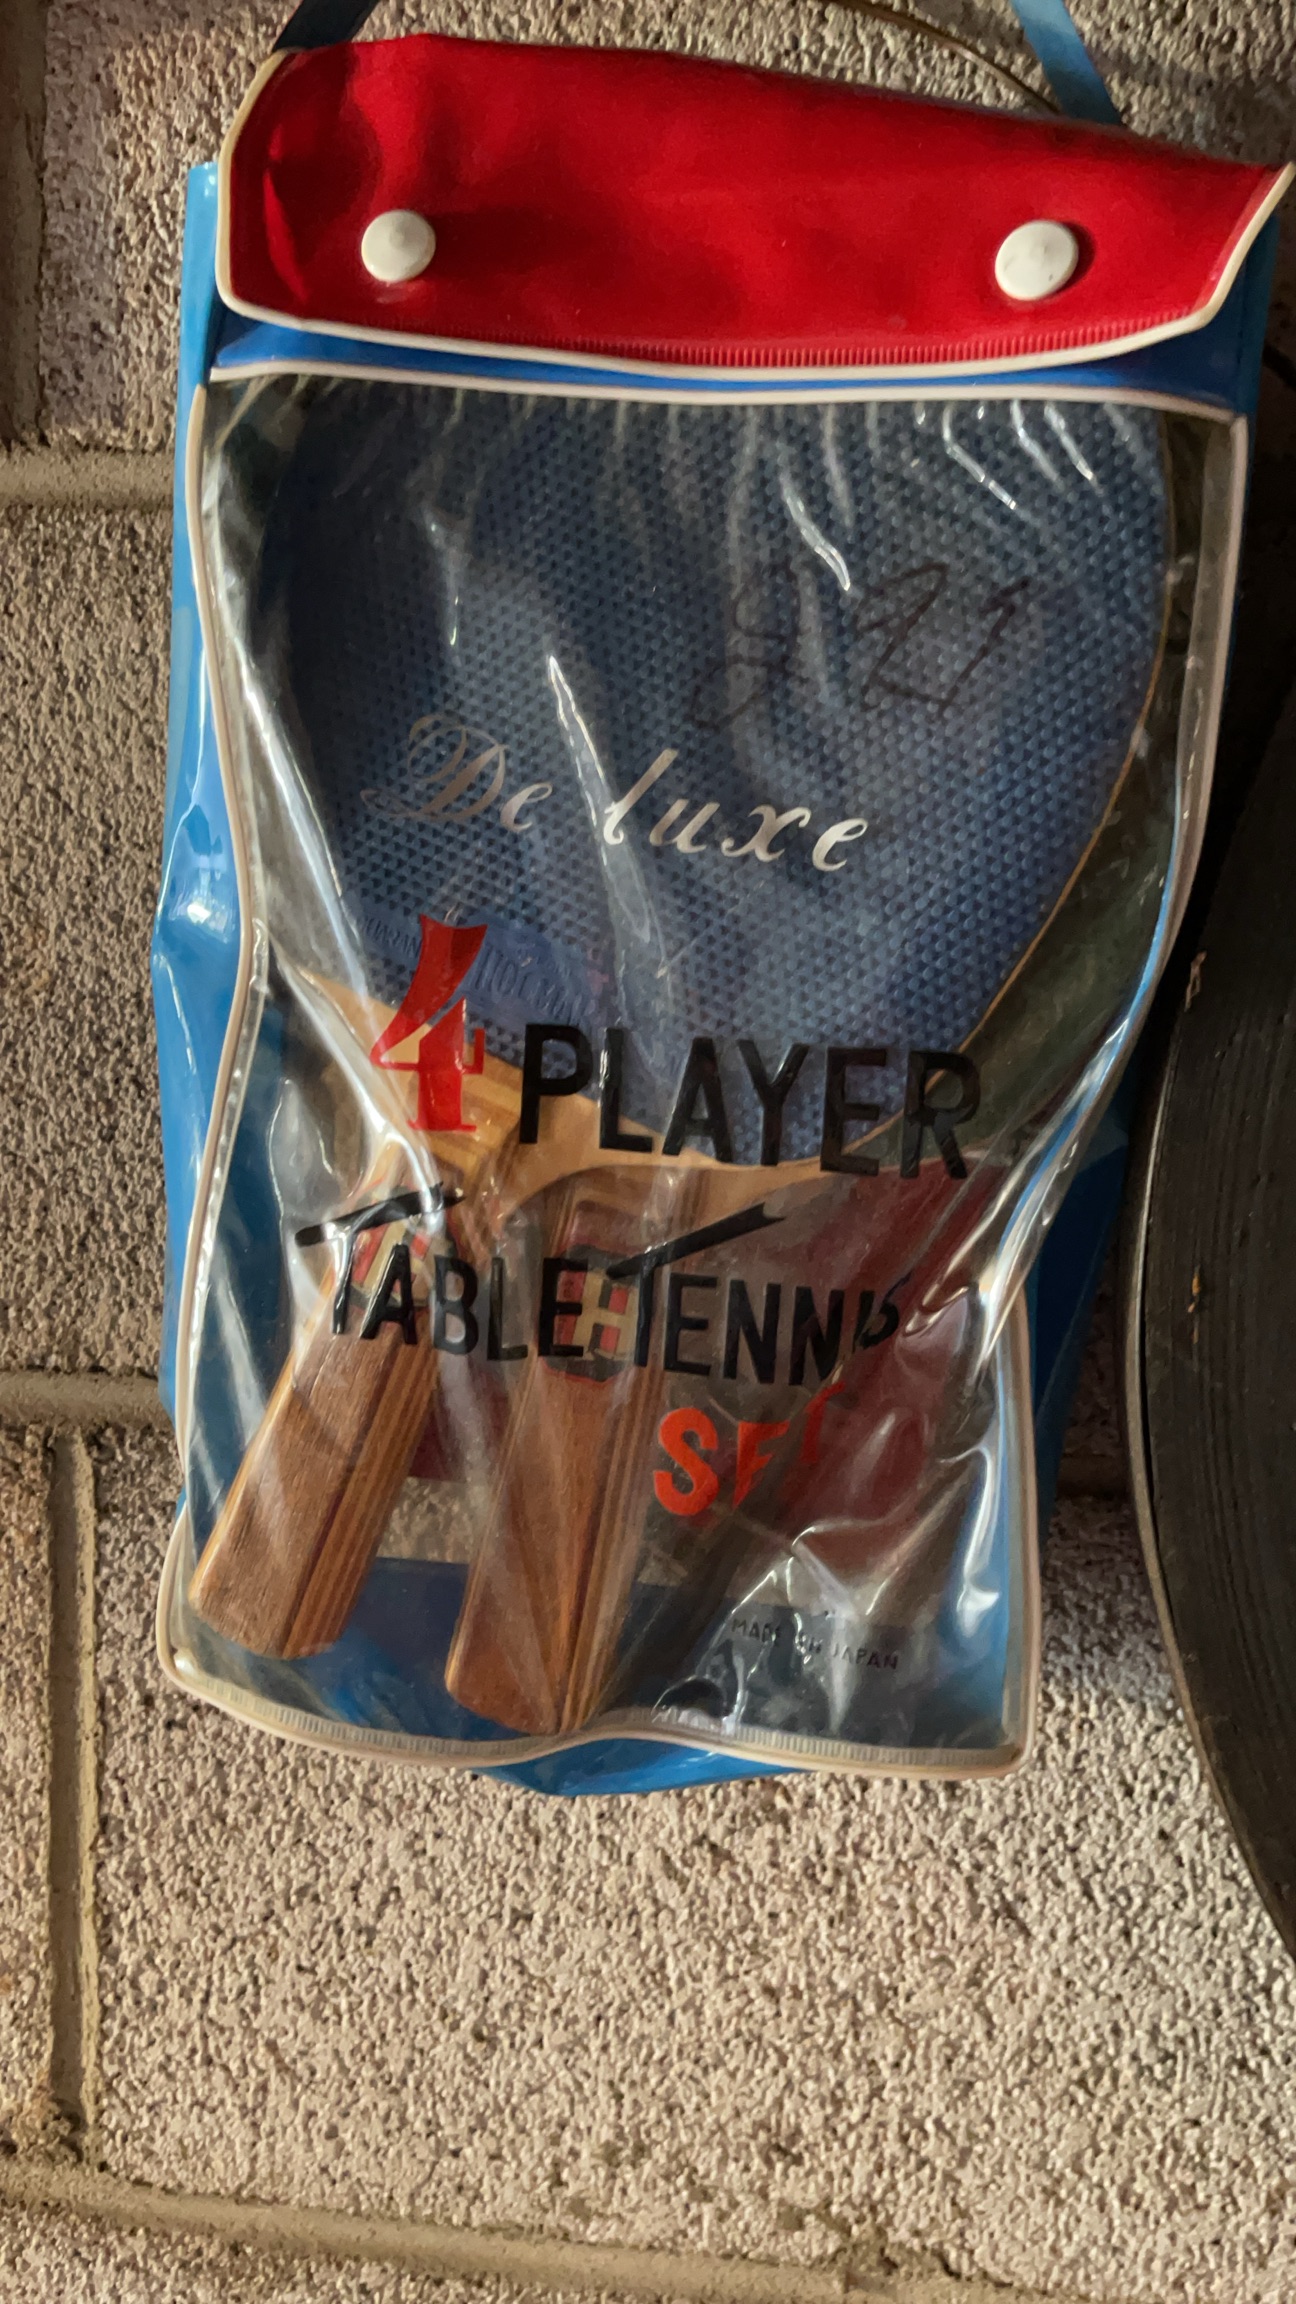 De luxe
4 PLAYER
TABLE TENNIS
SET
MADE IN JAPAN